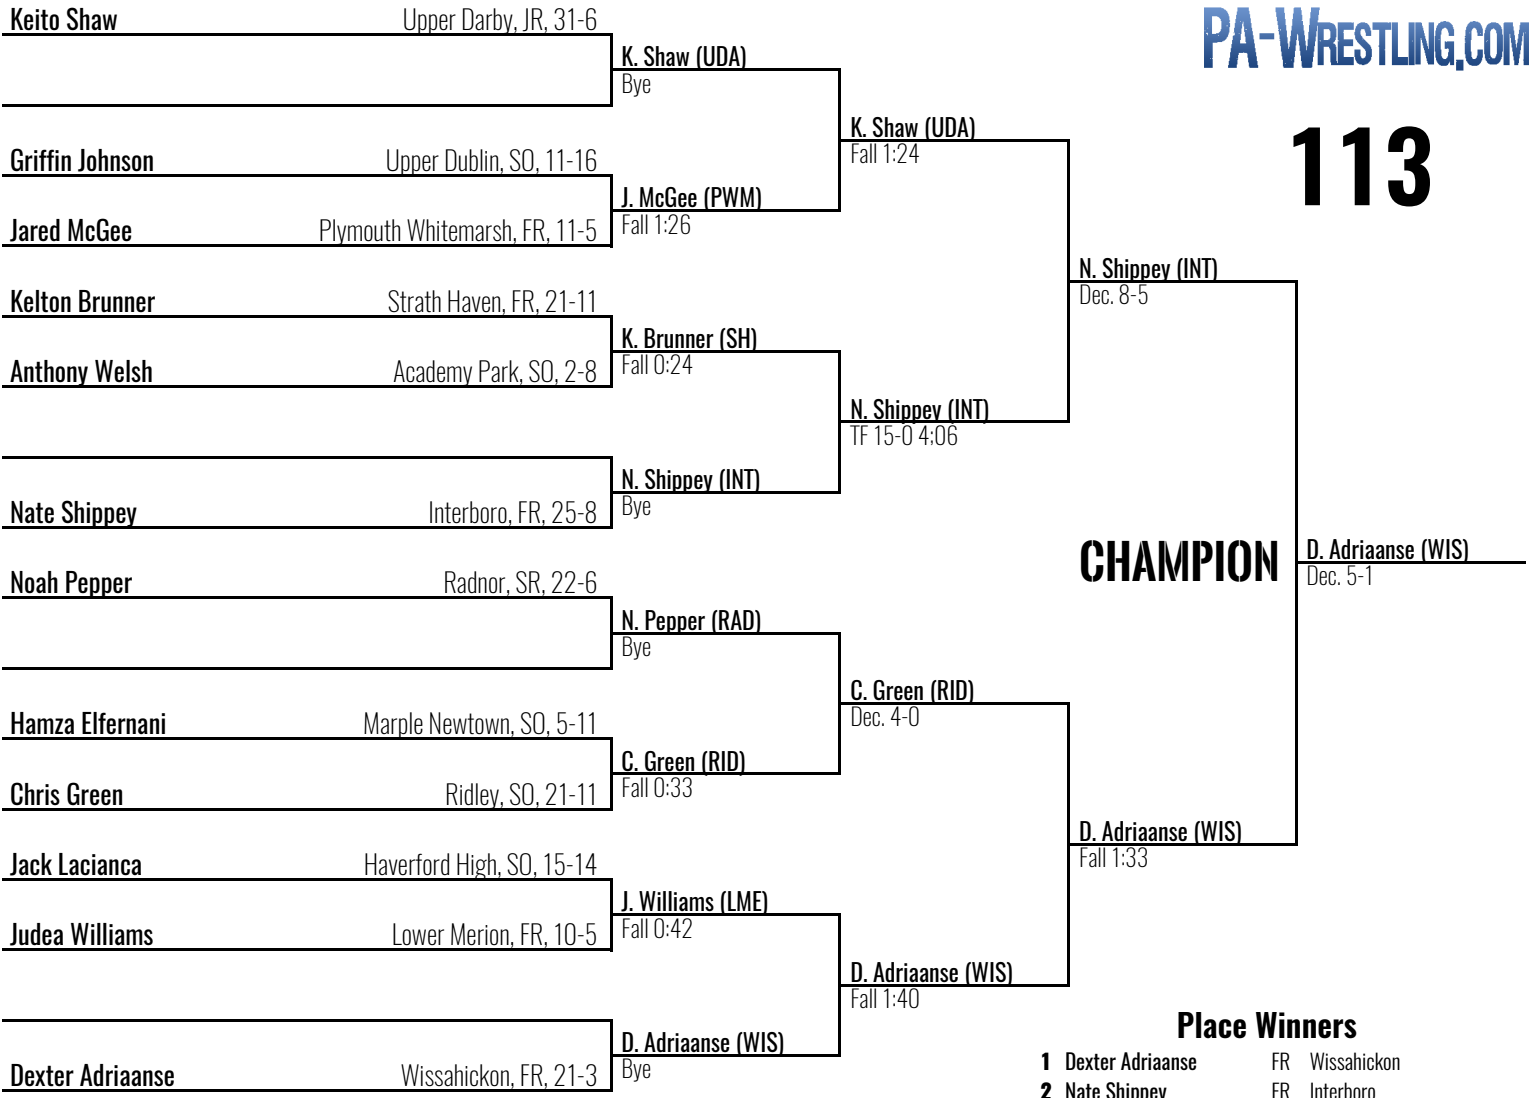 Keito Shaw Upper Darby, JR, 31-6
PA-WRESTLING.COM
K. Shaw (UDA)
Bye
K. Shaw (UDA)
Fall 1:24
113
Griffin Johnson Upper Dublin, SO, 11-16
J. McGee (PWM)
Fall 1:26
Jared McGee Plymouth Whitemarsh, FR, 11-5
N. Shippey (INT)
Dec. 8-5
Kelton Brunner Strath Haven, FR, 21-11
K. Brunner (SH)
Fall 0:24
Anthony Welsh Academy Park, SO, 2-8
N. Shippey (INT)
TF 15-0 4:06
N. Shippey (INT)
Bye
Nate Shippey Interboro, FR, 25-8
CHAMPION
D. Adriaanse (WIS)
Dec. 5-1
Noah Pepper Radnor, SR, 22-6
N. Pepper (RAD)
Bye
C. Green (RID)
Dec. 4-0
Hamza Elfernani Marple Newtown, SO, 5-11
C. Green (RID)
Fall 0:33
Chris Green Ridley, SO, 21-11
D. Adriaanse (WIS)
Fall 1:33
Jack Lacianca Haverford High, SO, 15-14
J. Williams (LME)
Fall 0:42
Judea Williams Lower Merion, FR, 10-5
D. Adriaanse (WIS)
Fall 1:40
D. Adriaanse (WIS)
Bye
Dexter Adriaanse Wissahickon, FR, 21-3
Place Winners
1 Dexter Adriaanse FR Wissahickon
2 Nate Shippey FR Interboro